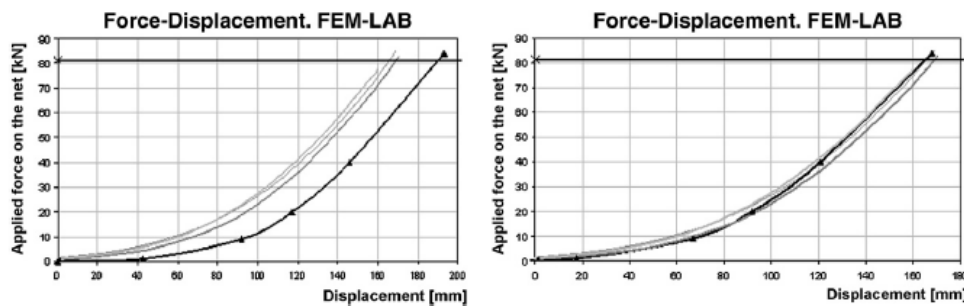 Force-Displacement. FEM-LAB
Applied force on the net [kN]
90
80
70
60
50
40
30
20
10
0
0 20 40 60 80 100 120 140 160 180 200
Displacement [mm]
Force-Displacement. FEM-LAB
Applied force on the net [kN]
90
80
70
60
50
40
30
20
10
0
0 20 40 60 80 100 120 140 160 180
Displacement [mm]